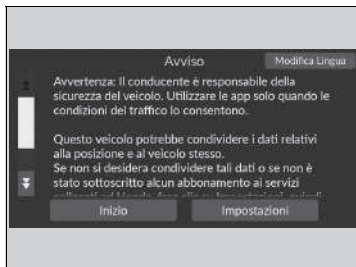 Avviso
Modifica Lingua
Avvertenza: Il conducente è responsabile della
sicurezza del veicolo. Utilizzare le app solo quando le
condizioni del traffico lo consentono.
Questo veicolo potrebbe condividere i dati relativi
alla posizione e al veicolo stesso.
Se non si desidera condividere tali dati o se non è
stato sottoscritto alcun abbonamento ai servizi
Inizio
Impostazioni